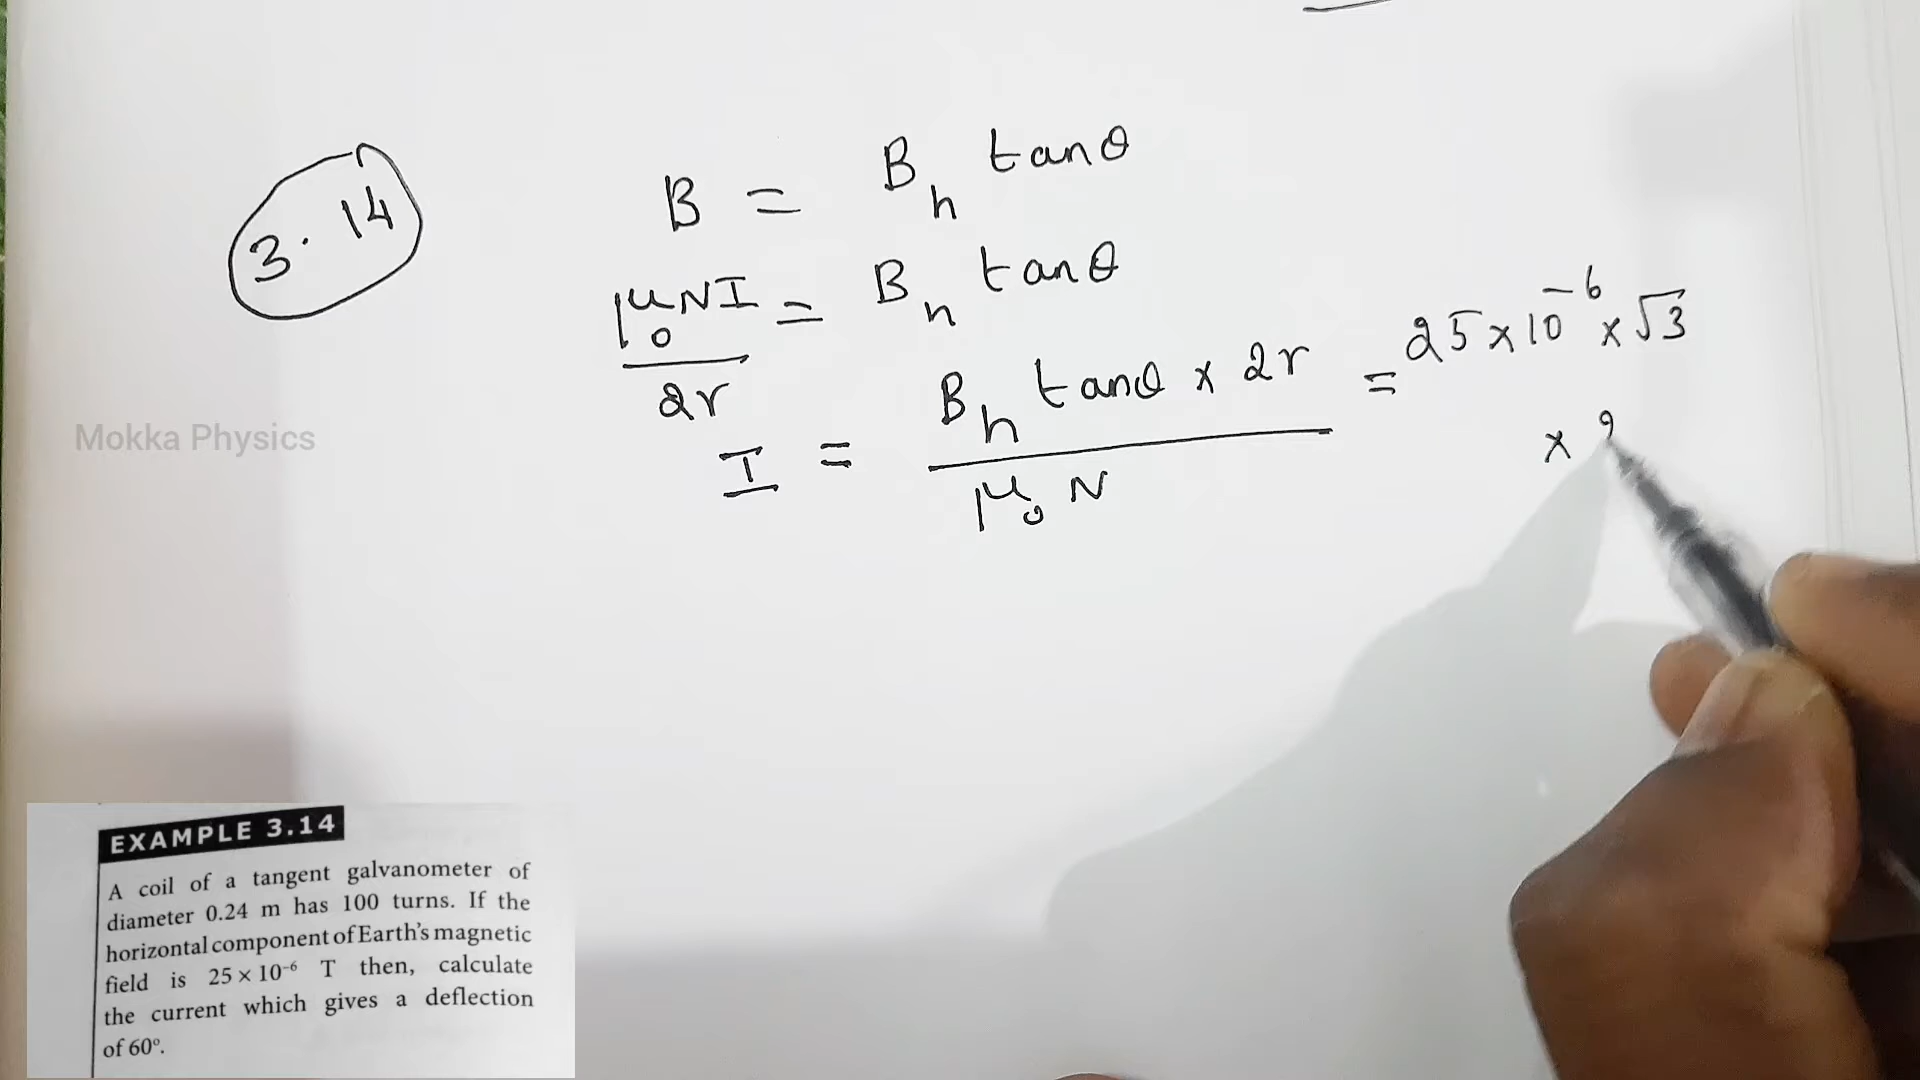 3.14
B = B_h tanθ
μ₀NI/2r = B_h tanθ
I = B_h tanθ × 2r / μ₀ N = 25×10⁻⁶×√3
×
Mokka Physics
EXAMPLE 3.14
A coil of a tangent galvanometer of
diameter 0.24 m has 100 turns. If the
horizontal component of Earth's magnetic
field is 25 × 10⁻⁶ T then, calculate
the current which gives a deflection
of 60º.